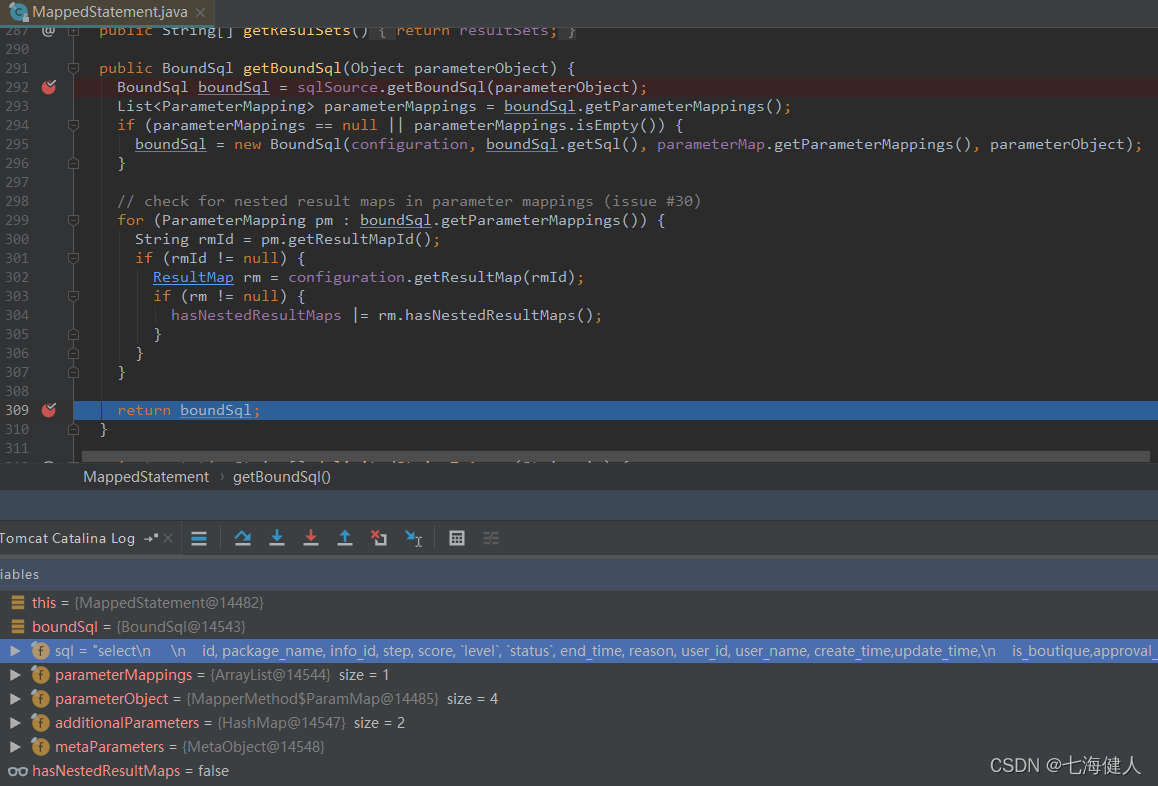 MappedStatement.java
287 @ public String[] getResulSets() { return resultSets; }
290
291 public BoundSql getBoundSql(Object parameterObject) {
292 BoundSql boundSql = sqlSource.getBoundSql(parameterObject);
293 List<ParameterMapping> parameterMappings = boundSql.getParameterMappings();
294 if (parameterMappings == null || parameterMappings.isEmpty()) {
295 boundSql = new BoundSql(configuration, boundSql.getSql(), parameterMap.getParameterMappings(), parameterObject);
296 }
297
298 // check for nested result maps in parameter mappings (issue #30)
299 for (ParameterMapping pm : boundSql.getParameterMappings()) {
300 String rmId = pm.getResultMapId();
301 if (rmId != null) {
302 ResultMap rm = configuration.getResultMap(rmId);
303 if (rm != null) {
304 hasNestedResultMaps |= rm.hasNestedResultMaps();
305 }
306 }
307 }
308
309 return boundSql;
310 }
311
MappedStatement › getBoundSql()
Tomcat Catalina Log
iables
this = {MappedStatement@14482}
boundSql = {BoundSql@14543}
f sql = "select\n \n id, package_name, info_id, step, score, `level`, `status`, end_time, reason, user_id, user_name, create_time,update_time,\n is_boutique,approval_
f parameterMappings = {ArrayList@14544} size = 1
f parameterObject = {MapperMethod$ParamMap@14485} size = 4
f additionalParameters = {HashMap@14547} size = 2
f metaParameters = {MetaObject@14548}
hasNestedResultMaps = false
CSDN @七海健人